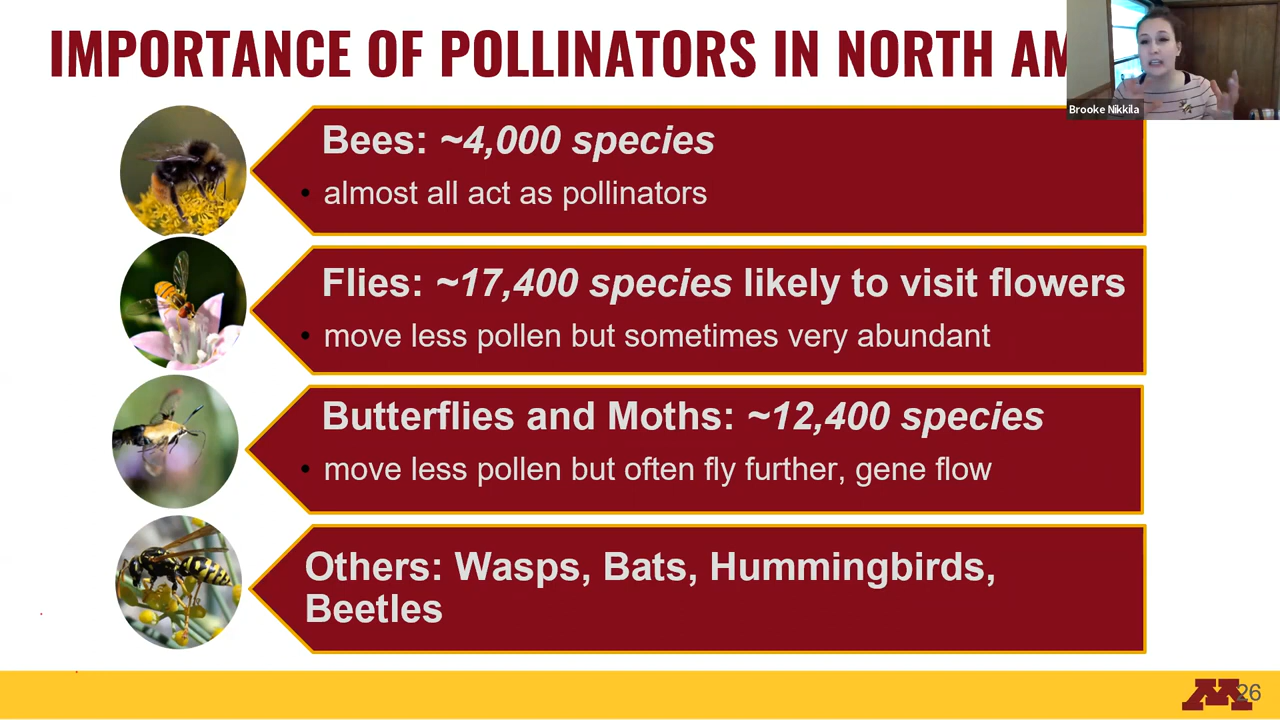 IMPORTANCE OF POLLINATORS IN NORTH AM
Brooke Nikkila
Bees: ~4,000 species
• almost all act as pollinators
Flies: ~17,400 species likely to visit flowers
• move less pollen but sometimes very abundant
Butterflies and Moths: ~12,400 species
• move less pollen but often fly further, gene flow
Others: Wasps, Bats, Hummingbirds,
Beetles
M
26